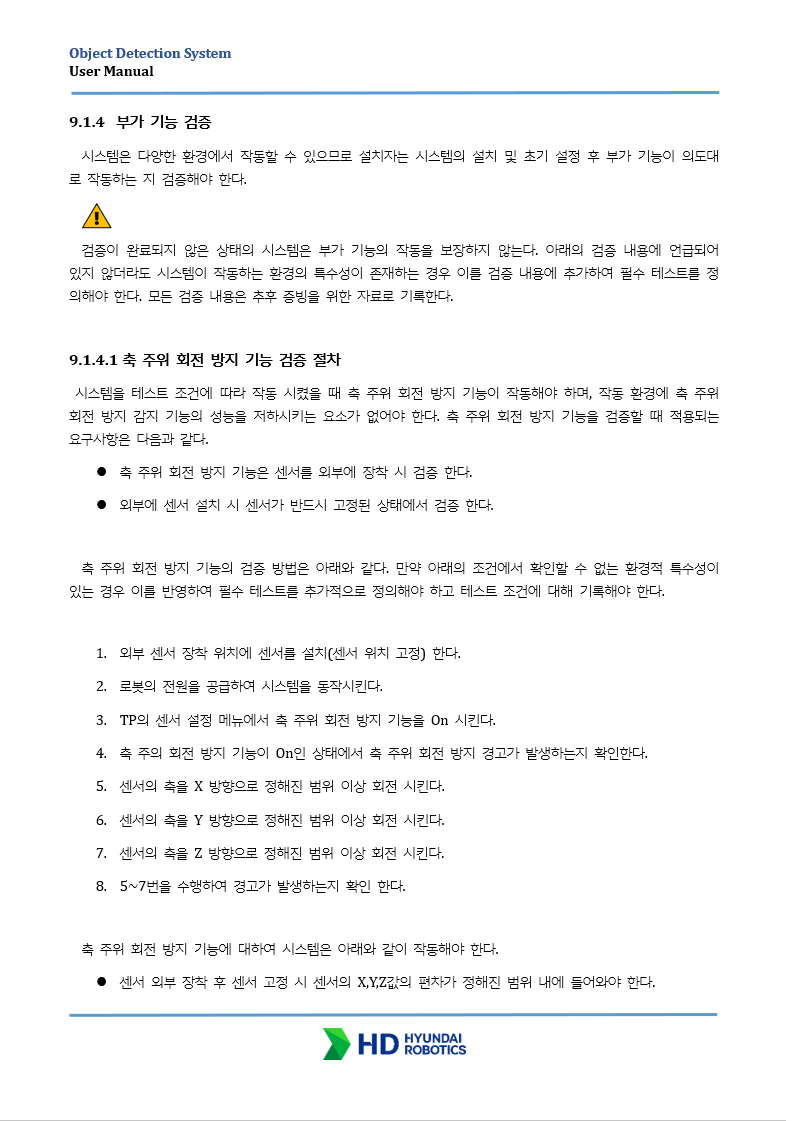 Object Detection System
User Manual
9.1.4 부가 기능 검증
시스템은 다양한 환경에서 작동할 수 있으므로 설치자는 시스템의 설치 및 초기 설정 후 부가 기능이 의도대
로 작동하는 지 검증해야 한다.
검증이 완료되지 않은 상태의 시스템은 부가 기능의 작동을 보장하지 않는다. 아래의 검증 내용에 언급되어
있지 않더라도 시스템이 작동하는 환경의 특수성이 존재하는 경우 이를 검증 내용에 추가하여 필수 테스트를 정
의해야 한다. 모든 검증 내용은 추후 증빙을 위한 자료로 기록한다.
9.1.4.1 축 주위 회전 방지 기능 검증 절차
시스템을 테스트 조건에 따라 작동 시켰을 때 축 주위 회전 방지 기능이 작동해야 하며, 작동 환경에 축 주위
회전 방지 감지 기능의 성능을 저하시키는 요소가 없어야 한다. 축 주위 회전 방지 기능을 검증할 때 적용되는
요구사항은 다음과 같다.
● 축 주위 회전 방지 기능은 센서를 외부에 장착 시 검증 한다.
● 외부에 센서 설치 시 센서가 반드시 고정된 상태에서 검증 한다.
축 주위 회전 방지 기능의 검증 방법은 아래와 같다. 만약 아래의 조건에서 확인할 수 없는 환경적 특수성이
있는 경우 이를 반영하여 필수 테스트를 추가적으로 정의해야 하고 테스트 조건에 대해 기록해야 한다.
1. 외부 센서 장착 위치에 센서를 설치(센서 위치 고정) 한다.
2. 로봇의 전원을 공급하여 시스템을 동작시킨다.
3. TP의 센서 설정 메뉴에서 축 주위 회전 방지 기능을 On 시킨다.
4. 축 주의 회전 방지 기능이 On인 상태에서 축 주위 회전 방지 경고가 발생하는지 확인한다.
5. 센서의 축을 X 방향으로 정해진 범위 이상 회전 시킨다.
6. 센서의 축을 Y 방향으로 정해진 범위 이상 회전 시킨다.
7. 센서의 축을 Z 방향으로 정해진 범위 이상 회전 시킨다.
8. 5~7번을 수행하여 경고가 발생하는지 확인 한다.
축 주위 회전 방지 기능에 대하여 시스템은 아래와 같이 작동해야 한다.
● 센서 외부 장착 후 센서 고정 시 센서의 X,Y,Z값의 편차가 정해진 범위 내에 들어와야 한다.
HD HYUNDAI
ROBOTICS